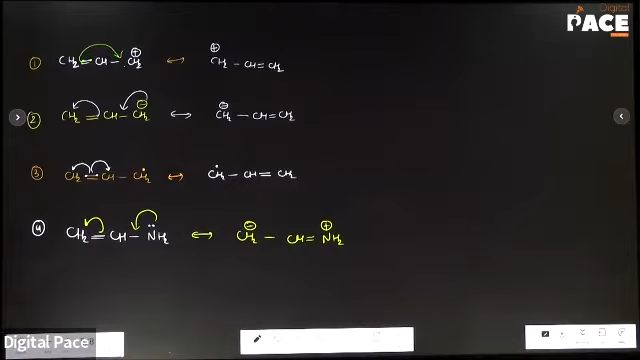 Digital
PACE
① CH₂=CH-CH₂⊕ ↔ ⊕CH₂-CH=CH₂
② CH₂=CH-CH₂⊖ ↔ ⊖CH₂-CH=CH₂
③ CH₂=CH-ĊH₂ ↔ ĊH₂-CH=CH₂
④ CH₂=CH-N̈H₂ ↔ ⊖CH₂-CH=N⊕H₂
Digital Pace